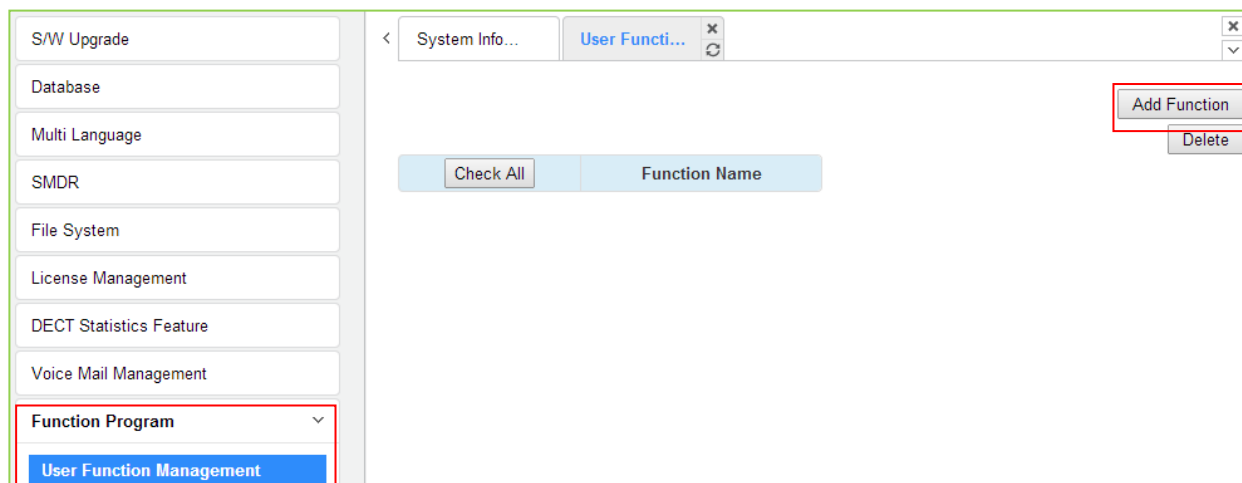 S/W Upgrade
Database
Multi Language
SMDR
File System
License Management
DECT Statistics Feature
Voice Mail Management
Function Program
User Function Management
System Info...
User Functi...
Add Function
Delete
Check All
Function Name